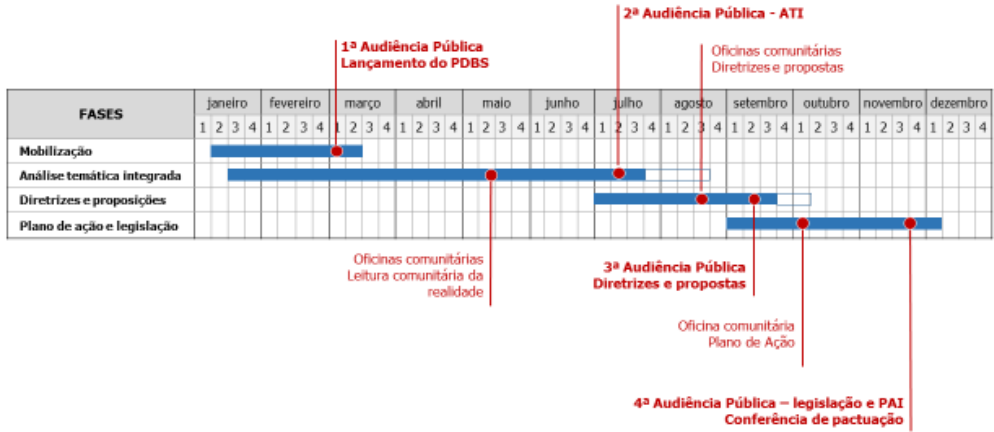 2ª Audiência Pública - ATI
1ª Audiência Pública
Lançamento do PDBS
Oficinas comunitárias
Diretrizes e propostas
FASES
janeiro fevereiro março abril maio junho julho agosto setembro outubro novembro dezembro
1 2 3 4 1 2 3 4 1 2 3 4 1 2 3 4 1 2 3 4 1 2 3 4 1 2 3 4 1 2 3 4 1 2 3 4 1 2 3 4 1 2 3 4 1 2 3 4
Mobilização
Análise temática integrada
Diretrizes e proposições
Plano de ação e legislação
Oficinas comunitárias
Leitura comunitária da
realidade
3ª Audiência Pública
Diretrizes e propostas
Oficina comunitária
Plano de Ação
4ª Audiência Pública – legislação e PAI
Conferência de pactuação